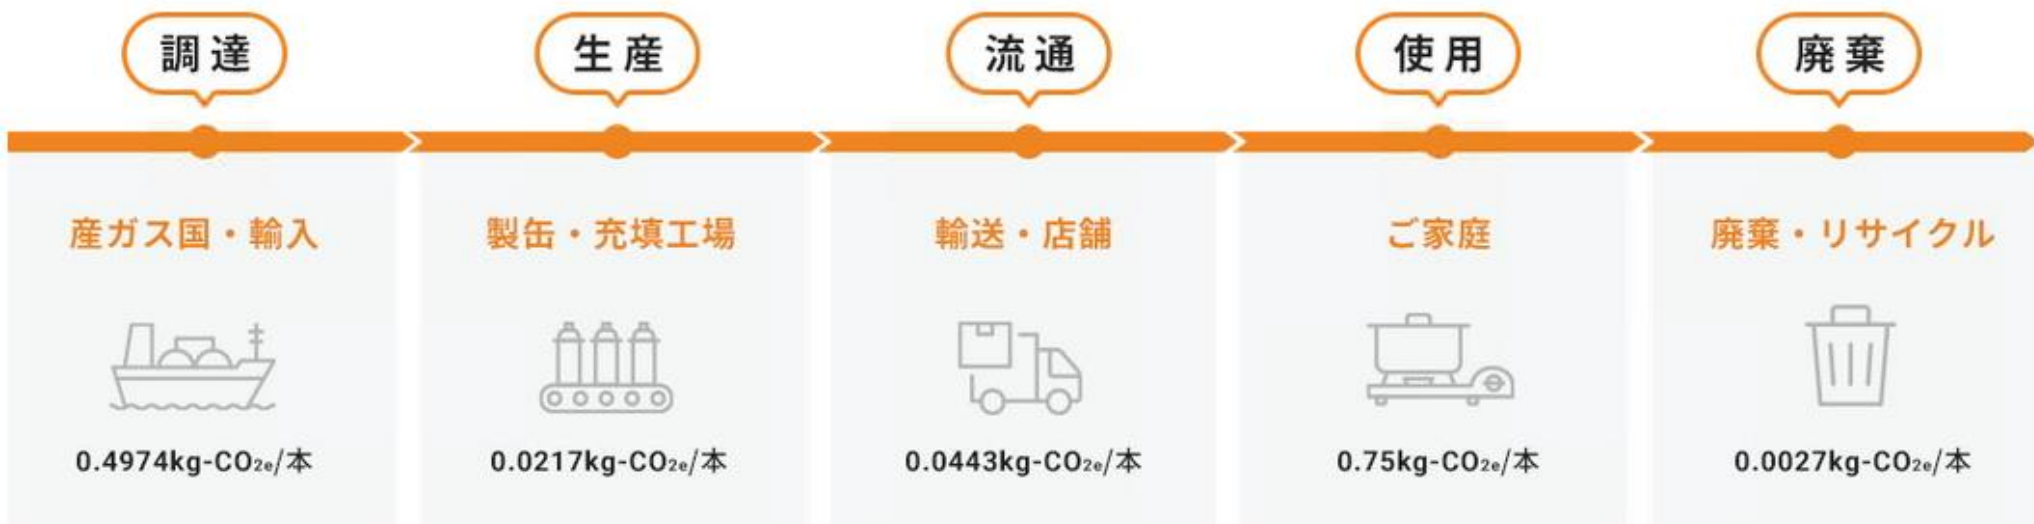 調達
生産
流通
使用
廃棄
産ガス国・輸入
製缶・充填工場
輸送・店舗
ご家庭
廃棄・リサイクル
0.4974kg-CO2e/本
0.0217kg-CO2e/本
0.0443kg-CO2e/本
0.75kg-CO2e/本
0.0027kg-CO2e/本